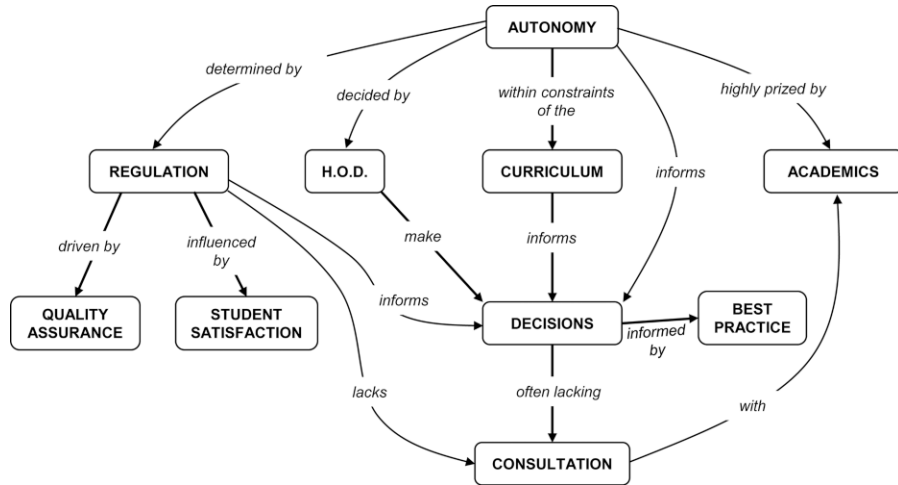 AUTONOMY
determined by
decided by
within constraints
of the
highly prized by
REGULATION
H.O.D.
CURRICULUM
informs
ACADEMICS
driven by
influenced
by
make
informs
QUALITY
ASSURANCE
STUDENT
SATISFACTION
informs
DECISIONS
informed
by
BEST
PRACTICE
lacks
often lacking
with
CONSULTATION